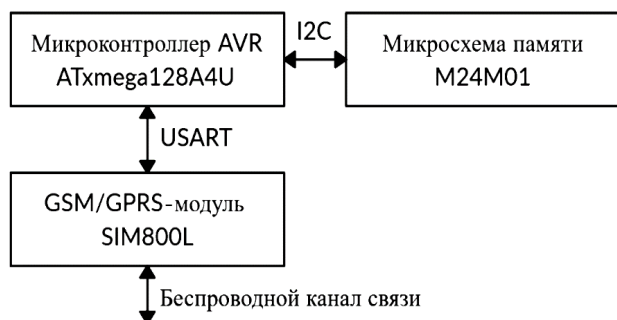 Микроконтроллер AVR
ATxmega128A4U
I2C
Микросхема памяти
M24M01
USART
GSM/GPRS-модуль
SIM800L
Беспроводной канал связи